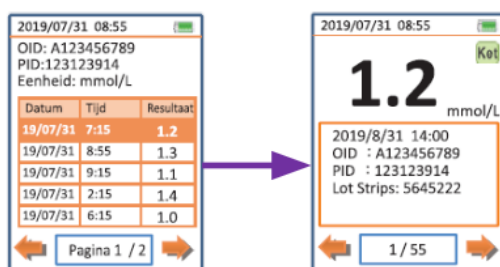 2019/07/31 08:55
OID: A123456789
PID:123123914
Eenheid: mmol/L
Datum Tijd Resultaat
19/07/31 7:15 1.2
19/07/31 8:55 1.3
19/07/31 9:15 1.1
19/07/31 2:15 1.4
19/07/31 6:15 1.0
Pagina 1 / 2
2019/07/31 08:55
Ket
1.2
mmol/L
2019/8/31 14:00
OID : A123456789
PID : 123123914
Lot Strips: 5645222
1/55